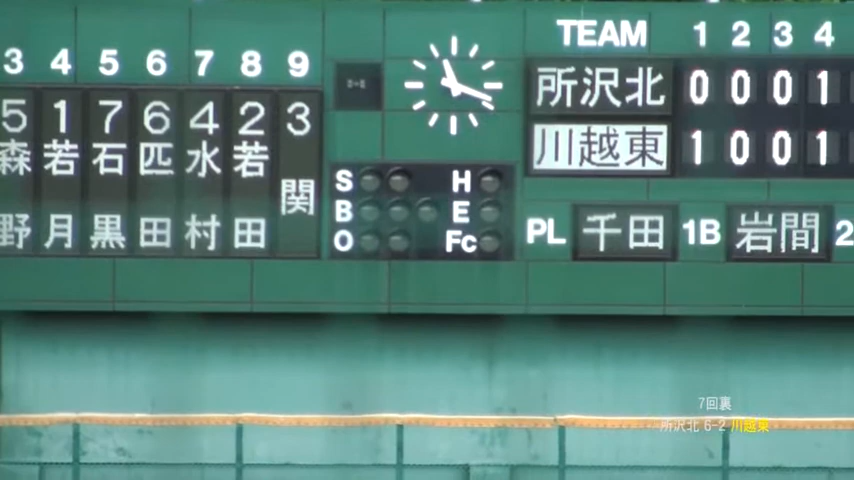 3 4 5 6 7 8 9
5 1 7 6 4 2 3
森 若 石 匹 水 若 関
野 月 黒 田 村 田
S H
B E
O Fc
TEAM 1 2 3 4
所沢北 0 0 0 1
川越東 1 0 0 1
PL 千田 1B 岩間 2
7回裏
所沢北 6-2 川越東